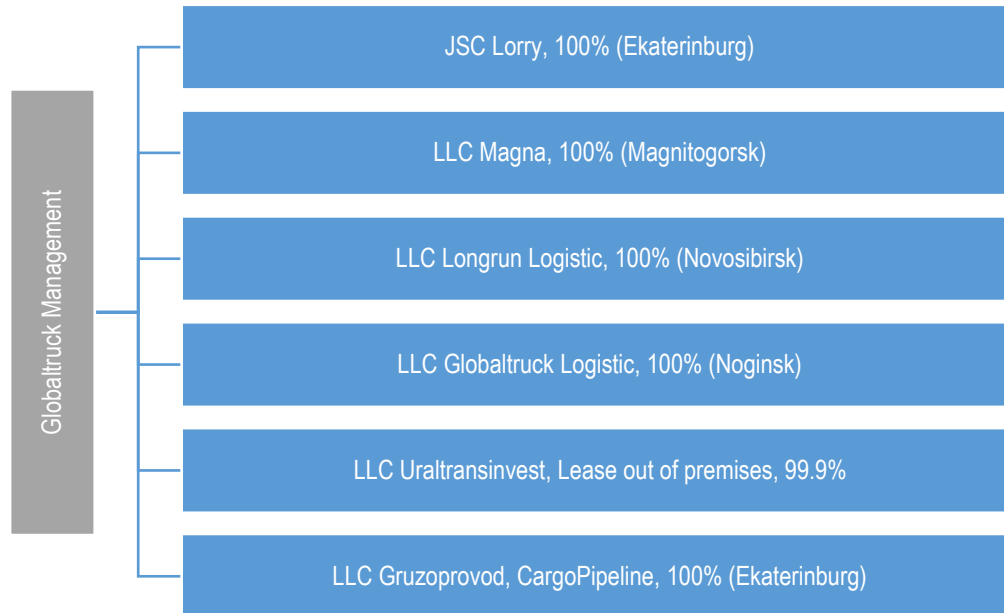 Globaltruck Management
JSC Lorry, 100% (Ekaterinburg)
LLC Magna, 100% (Magnitogorsk)
LLC Longrun Logistic, 100% (Novosibirsk)
LLC Globaltruck Logistic, 100% (Noginsk)
LLC Uraltransinvest, Lease out of premises, 99.9%
LLC Gruzoprovod, CargoPipeline, 100% (Ekaterinburg)